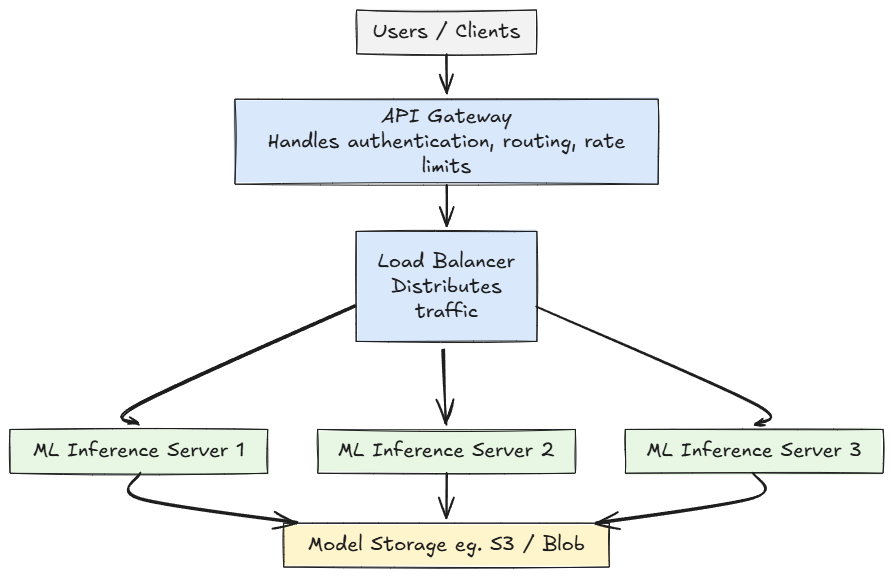 Users / Clients
API Gateway
Handles authentication, routing, rate
limits
Load Balancer
Distributes
traffic
ML Inference Server 1
ML Inference Server 2
ML Inference Server 3
Model Storage eg. S3 / Blob